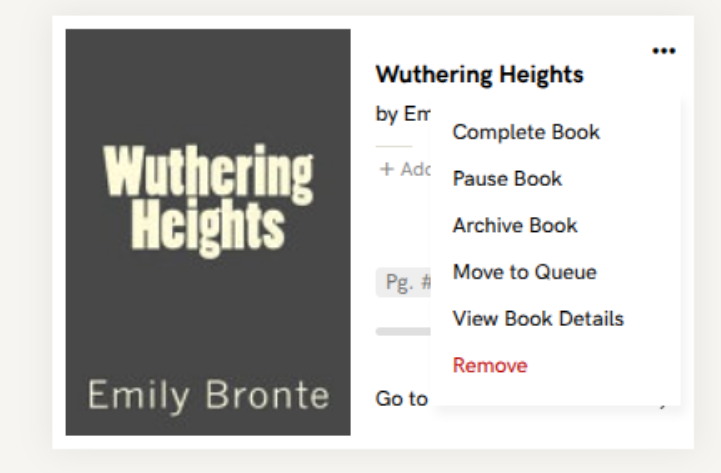 Wuthering
Heights
Emily Bronte
•••
Wuthering Heights
by Em
+ Add
Pg. #
Go to
Complete Book
Pause Book
Archive Book
Move to Queue
View Book Details
Remove